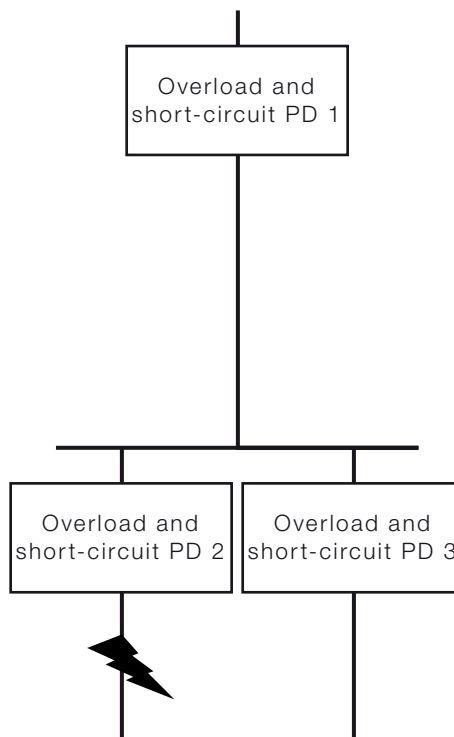 Overload and
short-circuit PD 1
Overload and
short-circuit PD 2
Overload and
short-circuit PD 3